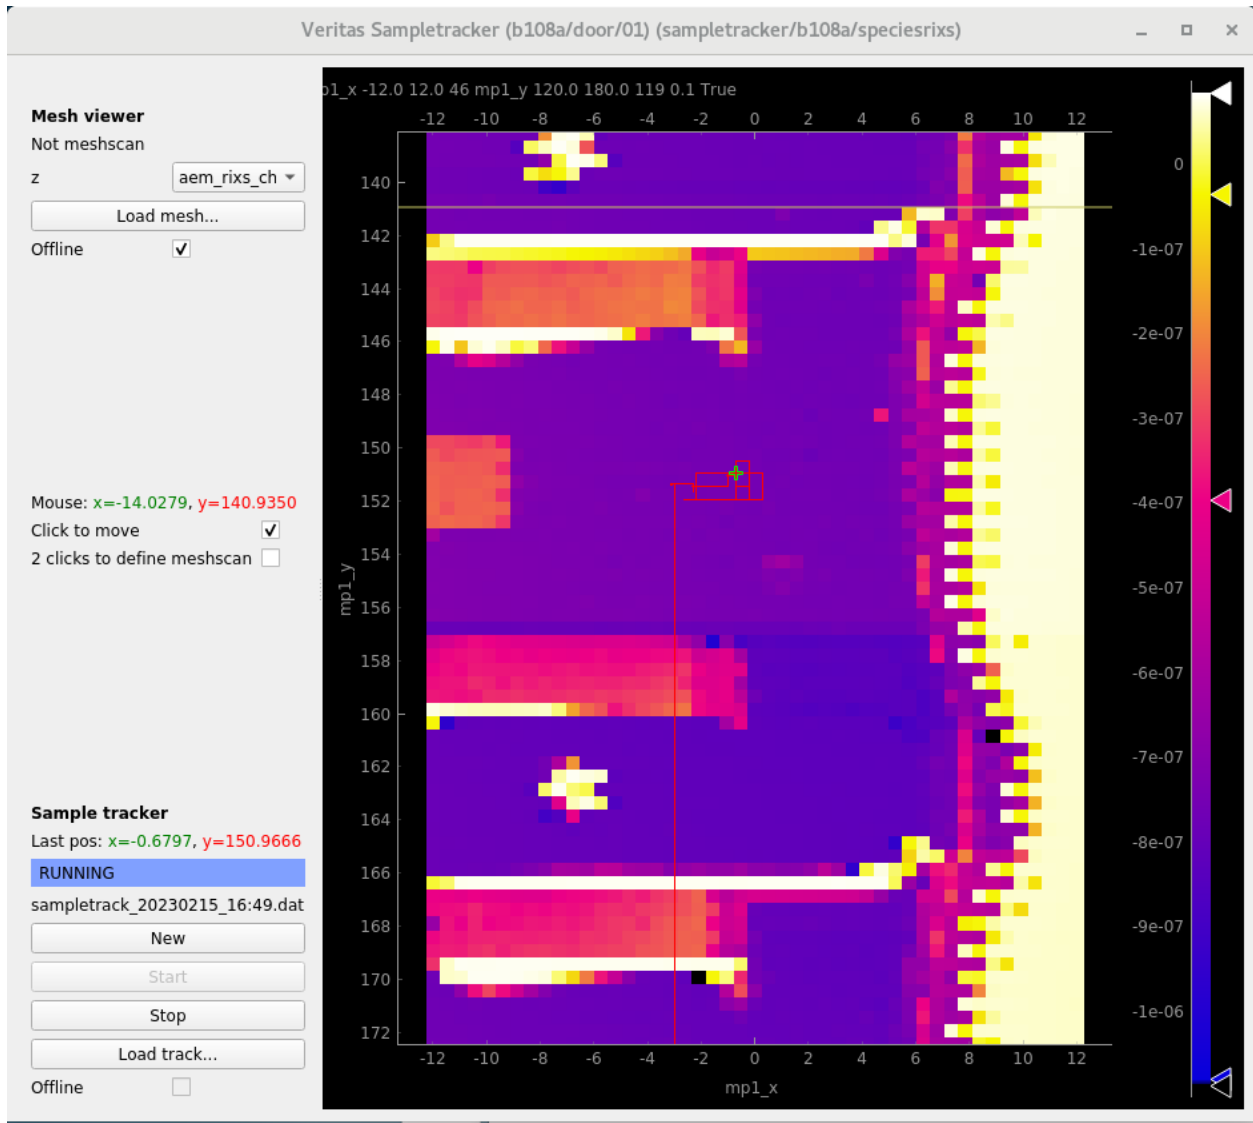 Veritas Sampletracker (b108a/door/01) (sampletracker/b108a/speciesrixs)
Mesh viewer
Not meshscan
z aem_rixs_ch
Load mesh...
Offline
Mouse: x=-14.0279, y=140.9350
Click to move
2 clicks to define meshscan
Sample tracker
Last pos: x=-0.6797, y=150.9666
RUNNING
sampletrack_20230215_16:49.dat
New
Start
Stop
Load track...
Offline
p1_x -12.0 12.0 46 mp1_y 120.0 180.0 119 0.1 True
-12 -10 -8 -6 -4 -2 0 2 4 6 8 10 12
140
142
144
146
148
150
152
154
156
158
160
162
164
166
168
170
172
mp1_y
-12 -10 -8 -6 -4 -2 0 2 4 6 8 10 12
mp1_x
0
-1e-07
-2e-07
-3e-07
-4e-07
-5e-07
-6e-07
-7e-07
-8e-07
-9e-07
-1e-06